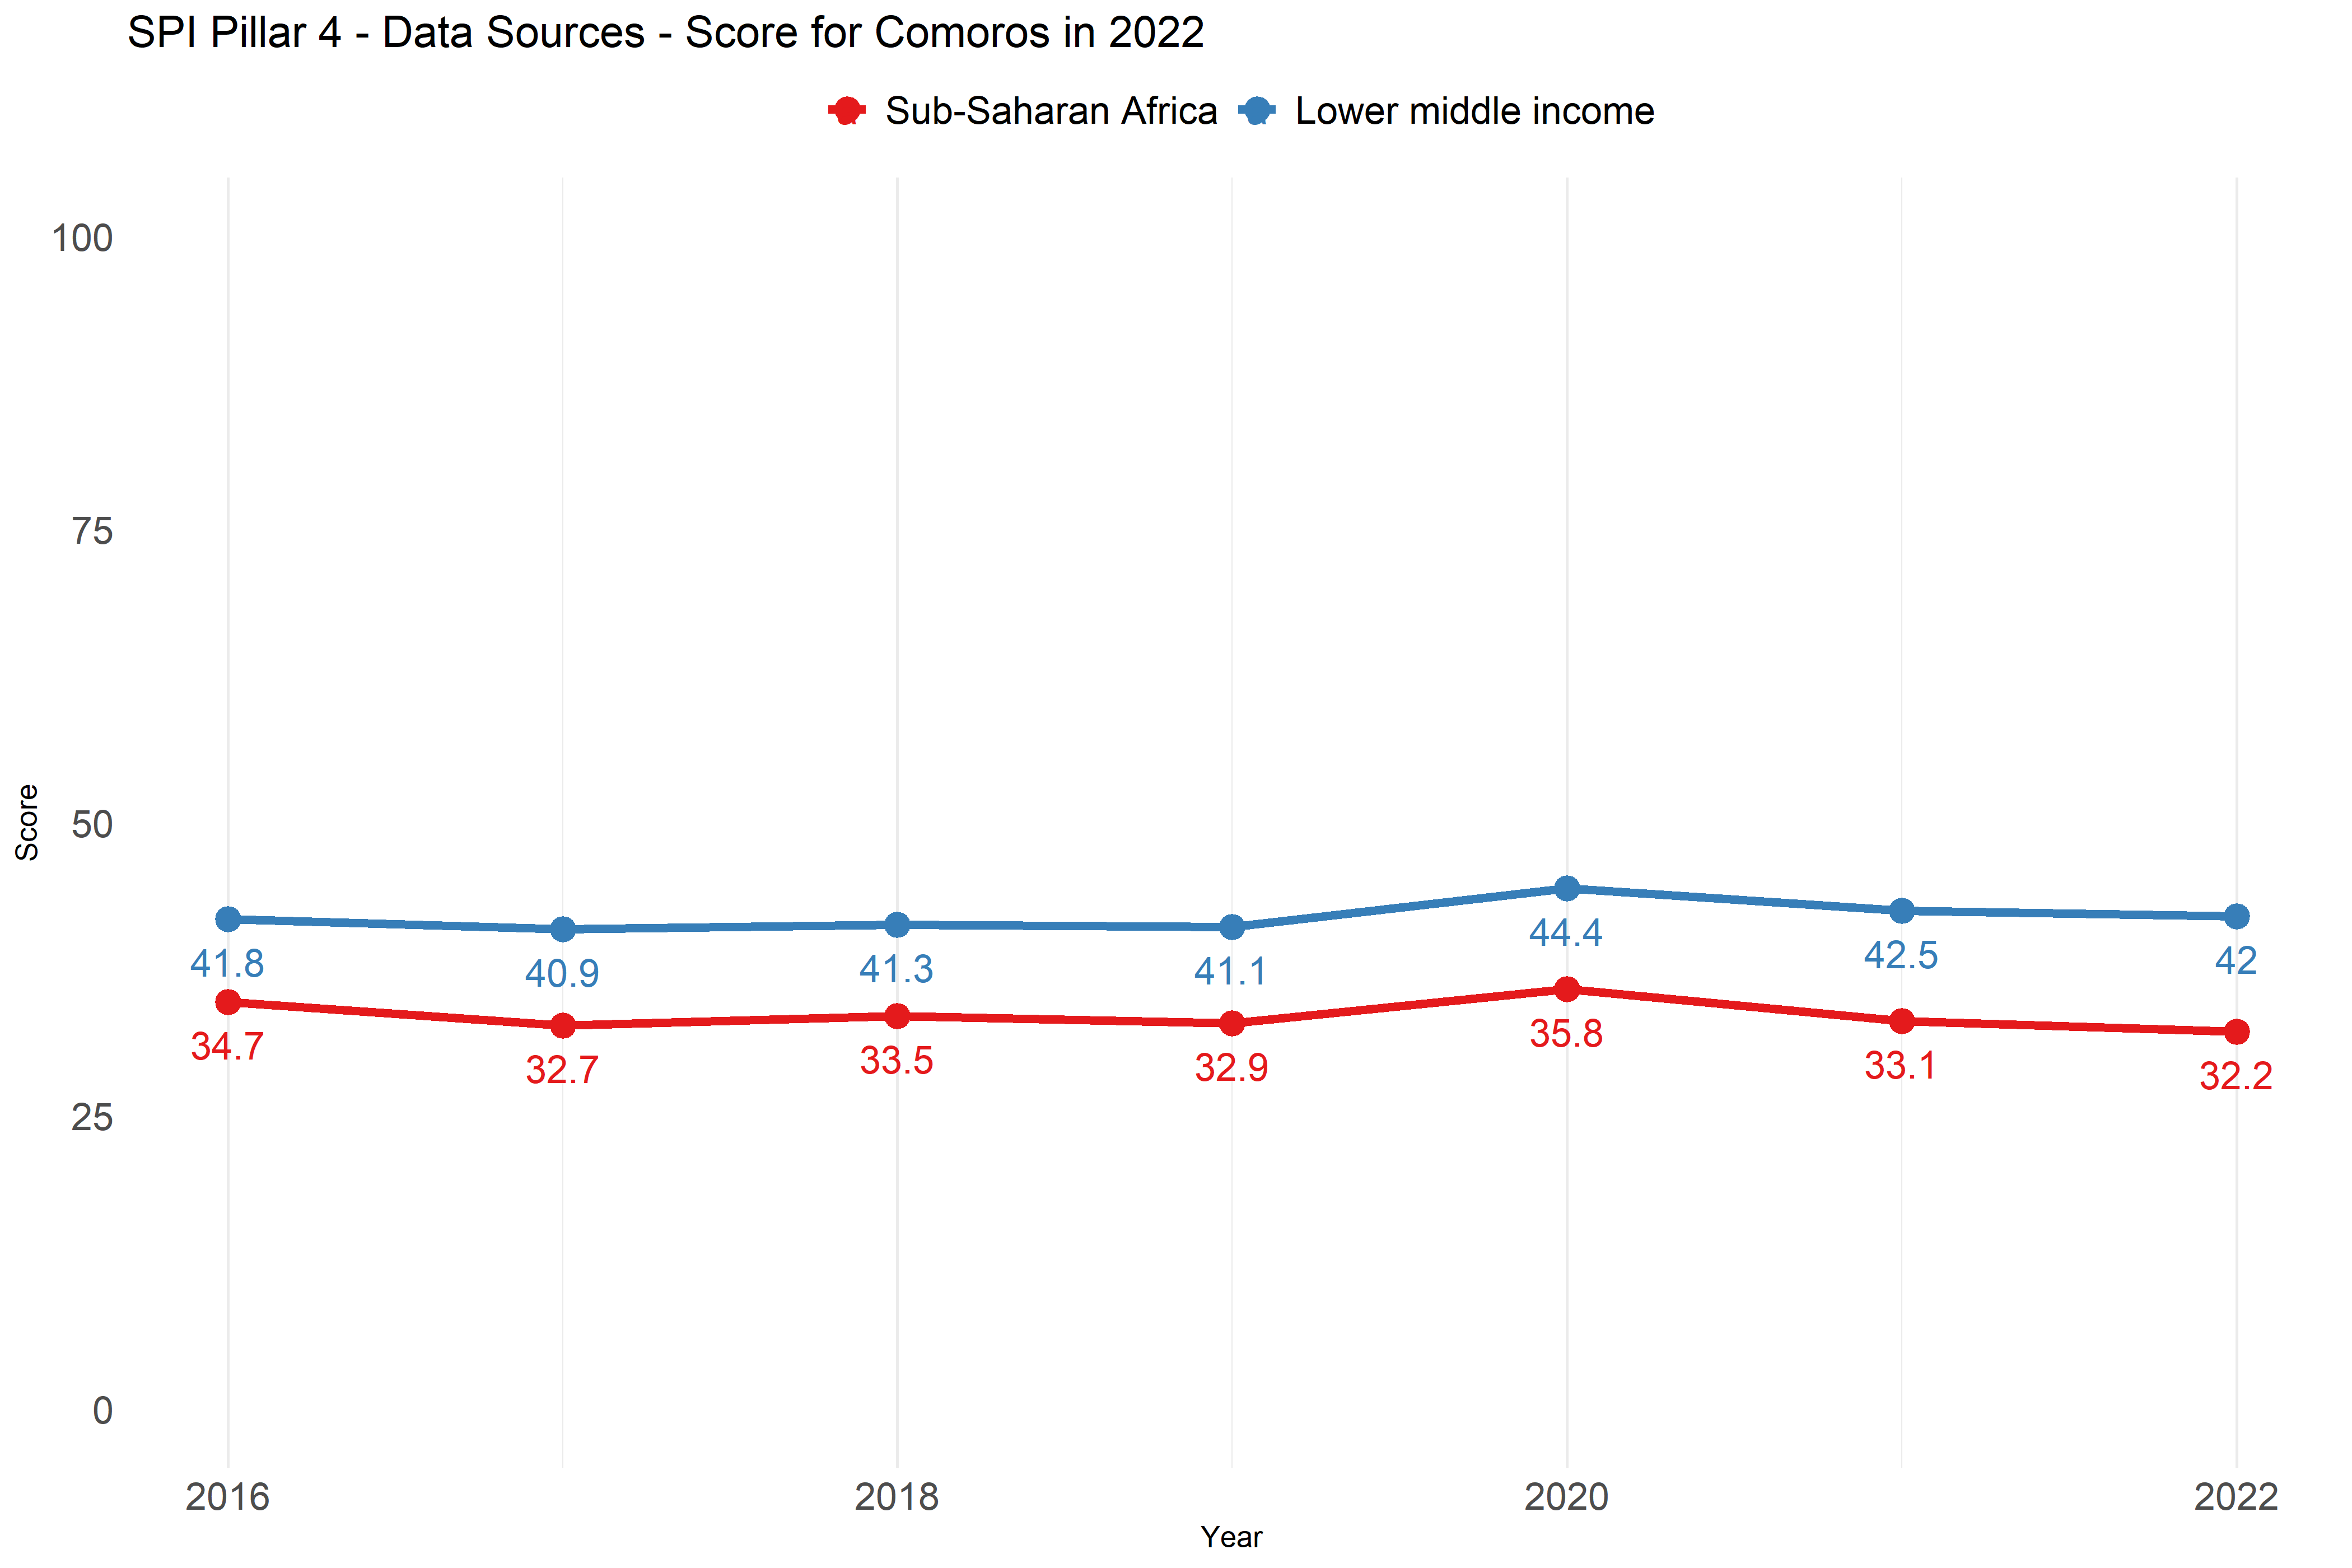 SPI Pillar 4 - Data Sources - Score for Comoros in 2022
Sub-Saharan Africa Lower middle income
100
75
50
25
0
Score
41.8 40.9 41.3 41.1 44.4 42.5 42
34.7 32.7 33.5 32.9 35.8 33.1 32.2
2016 2018 2020 2022
Year